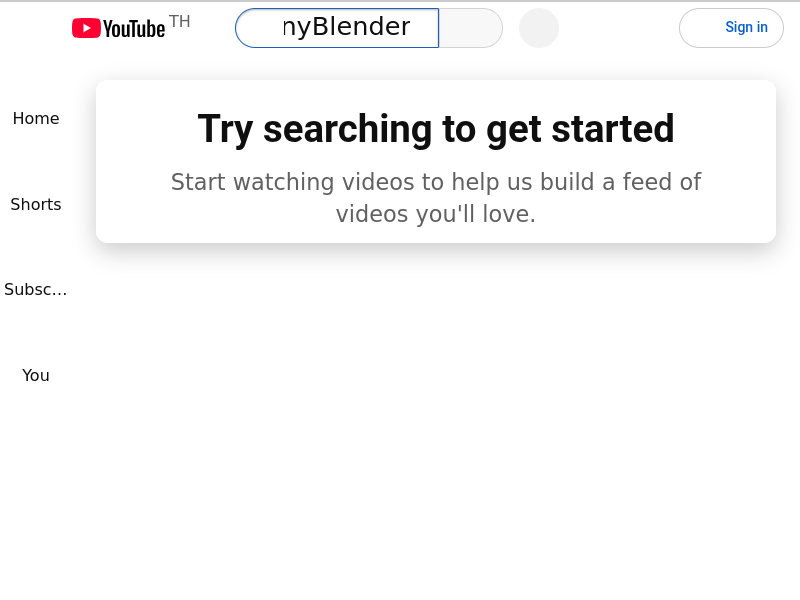 YouTube TH
nyBlender
Sign in
Home
Shorts
Subsc...
You
Try searching to get started
Start watching videos to help us build a feed of
videos you'll love.